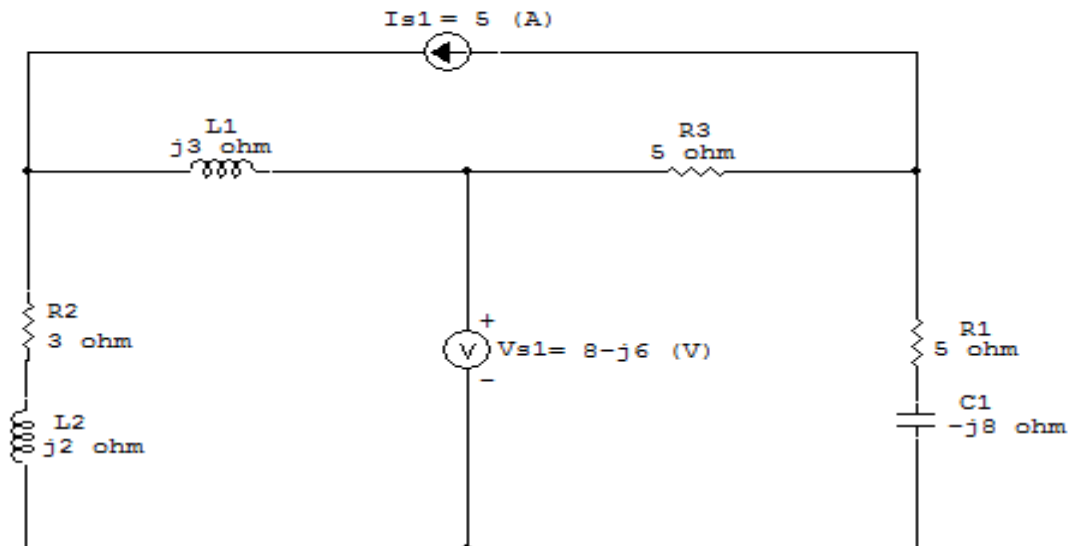 Is1 = 5 (A)
L1
j3 ohm
R3
5 ohm
R2
3 ohm
+
V
Vs1= 8-j6 (V)
-
R1
5 ohm
L2
j2 ohm
C1
-j8 ohm